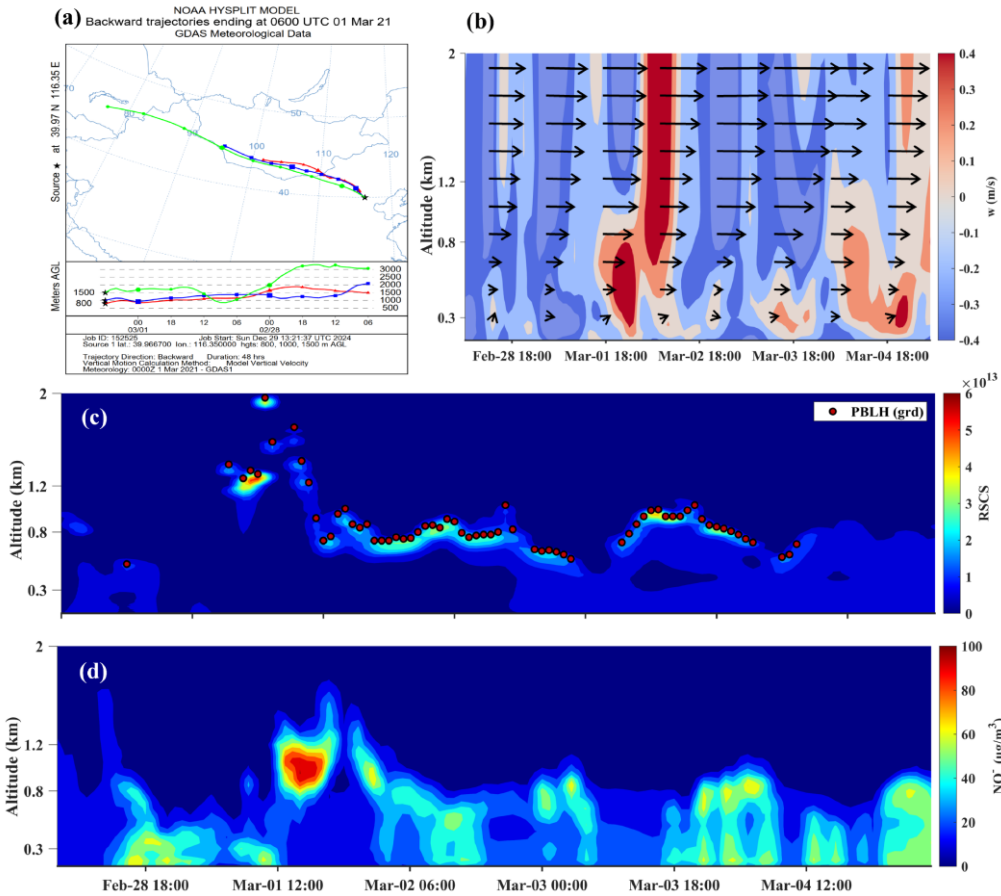 (a)
NOAA HYSPLIT MODEL
Backward trajectories ending at 0600 UTC 01 Mar 21
GDAS Meteorological Data
Source ★ at 39.97 N 116.35 E
70
60
50
50
60
90
100
110
120
40
Meters AGL
1500
800
3000
2500
2000
1500
1000
500
00 18 12 06 00 18 12 06
03/01 02/28
Job ID: 152525 Job Start: Sun Dec 29 13:21:37 UTC 2024
Source 1 lat.: 39.966700 lon.: 116.350000 hgts: 800, 1000, 1500 m AGL
Trajectory Direction: Backward Duration: 48 hrs
Vertical Motion Calculation Method: Model Vertical Velocity
Meteorology: 0000Z 1 Mar 2021 - GDAS1
(b)
Altitude (km)
2
1.2
0.8
0.3
Feb-28 18:00 Mar-01 18:00 Mar-02 18:00 Mar-03 18:00 Mar-04 18:00
0.4
0.3
0.2
0.1
0
-0.1
-0.2
-0.3
-0.4
w (m/s)
(c)
PBLH (grd)
Altitude (km)
2
1.2
0.8
0.3
×10¹³
6
5
4
3
2
1
0
RSCS
(d)
Altitude (km)
2
1.2
0.8
0.3
Feb-28 18:00 Mar-01 12:00 Mar-02 06:00 Mar-03 00:00 Mar-03 18:00 Mar-04 12:00
100
80
60
40
20
0